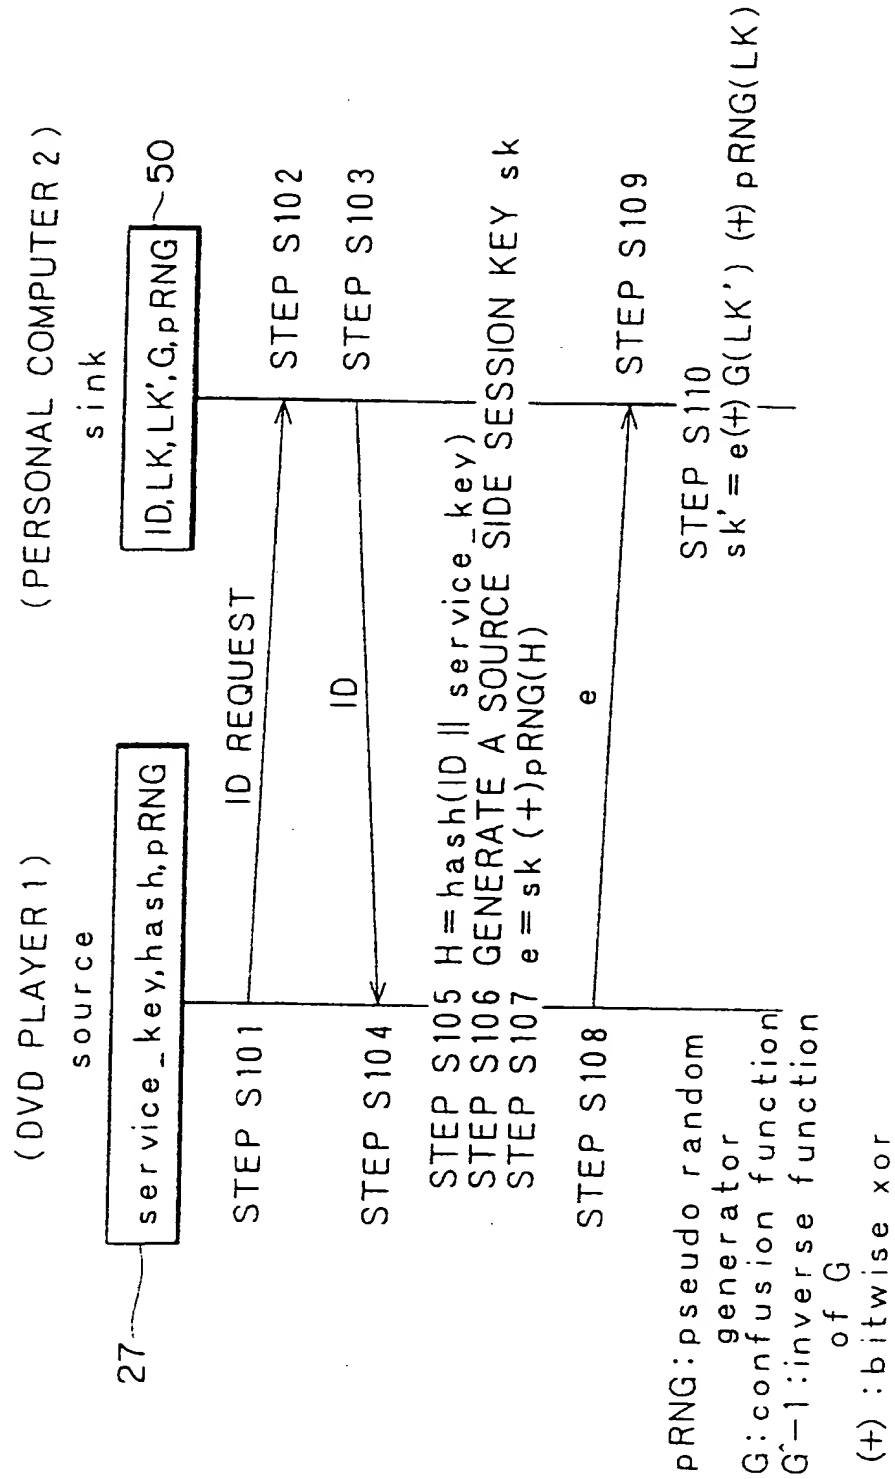 (DVD PLAYER 1)
source
27
service_key,hash,pRNG
(PERSONAL COMPUTER 2)
sink
ID,LK,LK',G,pRNG
50
STEP S101
ID REQUEST
STEP S102
STEP S103
ID
STEP S104
STEP S105 H=hash(ID || service_key)
STEP S106 GENERATE A SOURCE SIDE SESSION KEY sk
STEP S107 e=sk (+)pRNG(H)
STEP S108
e
STEP S109
STEP S110
sk'=e(+)G(LK') (+)pRNG(LK)
pRNG:pseudo random
generator
G:confusion function
G^-1:inverse function
of G
(+) :bitwise xor